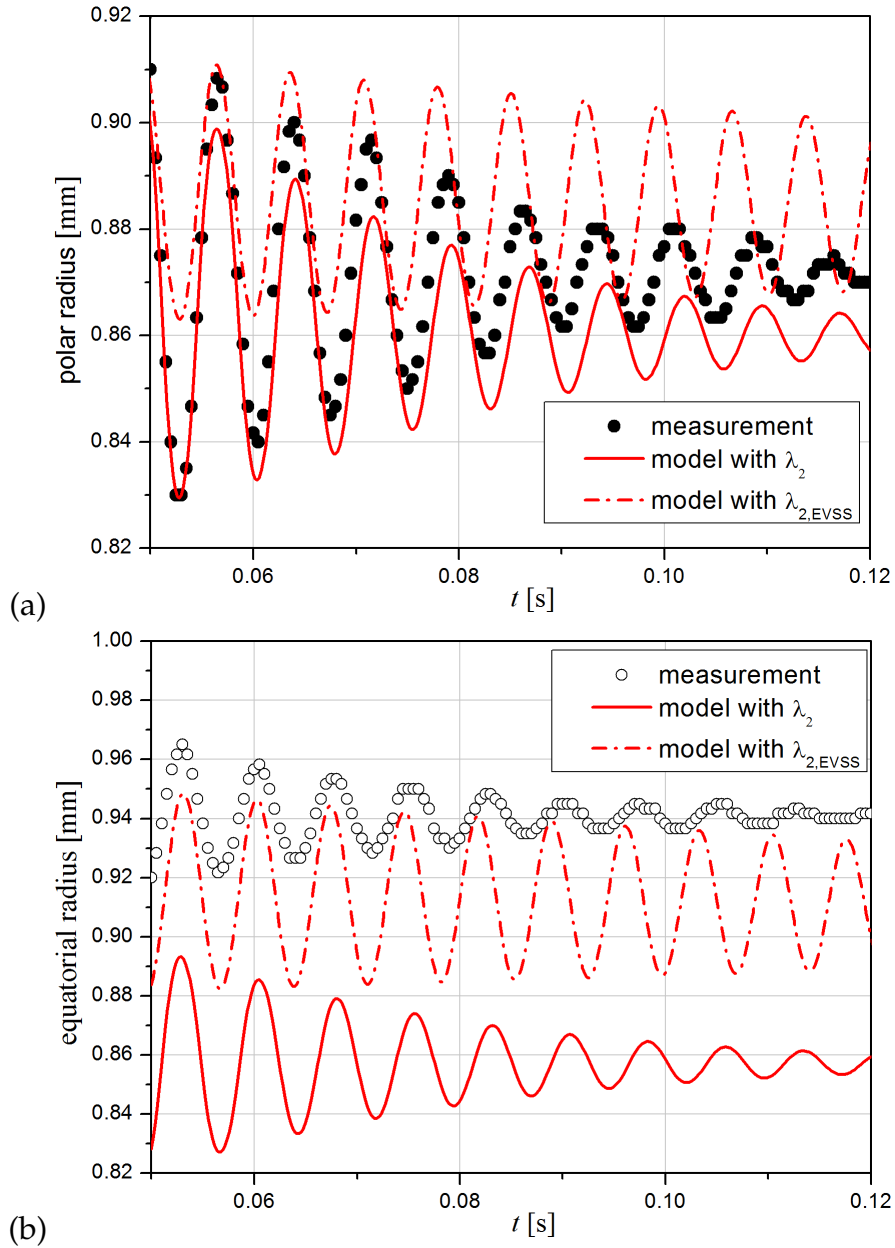 0.92
0.90
0.88
0.86
0.84
0.82
polar radius [mm]
measurement
model with λ2
model with λ2,EVSS
0.06 0.08 0.10 0.12
t [s]
(a)
1.00
0.98
0.96
0.94
0.92
0.90
0.88
0.86
0.84
0.82
equatorial radius [mm]
measurement
model with λ2
model with λ2,EVSS
0.06 0.08 0.10 0.12
t [s]
(b)